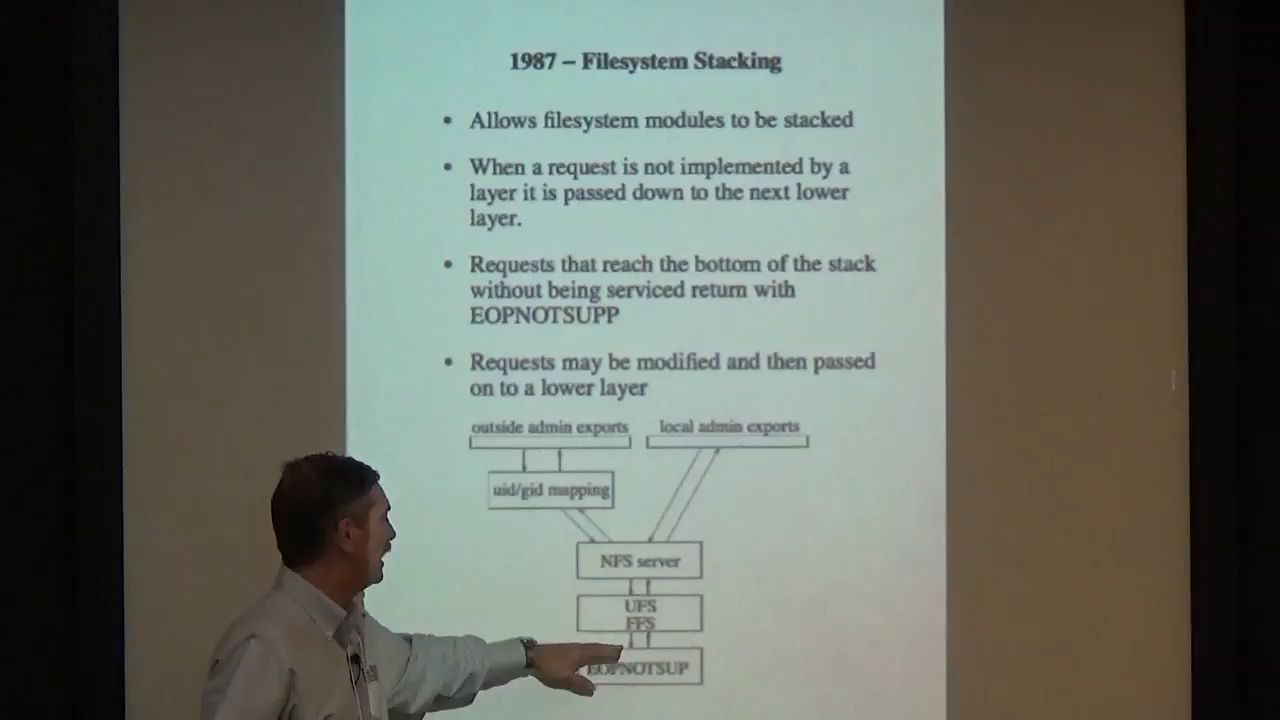 1987 – Filesystem Stacking
• Allows filesystem modules to be stacked
• When a request is not implemented by a
layer it is passed down to the next lower
layer.
• Requests that reach the bottom of the stack
without being serviced return with
EOPNOTSUPP
• Requests may be modified and then passed
on to a lower layer
outside admin exports
local admin exports
uid/gid mapping
NFS server
UFS
FFS
EOPNOTSUP